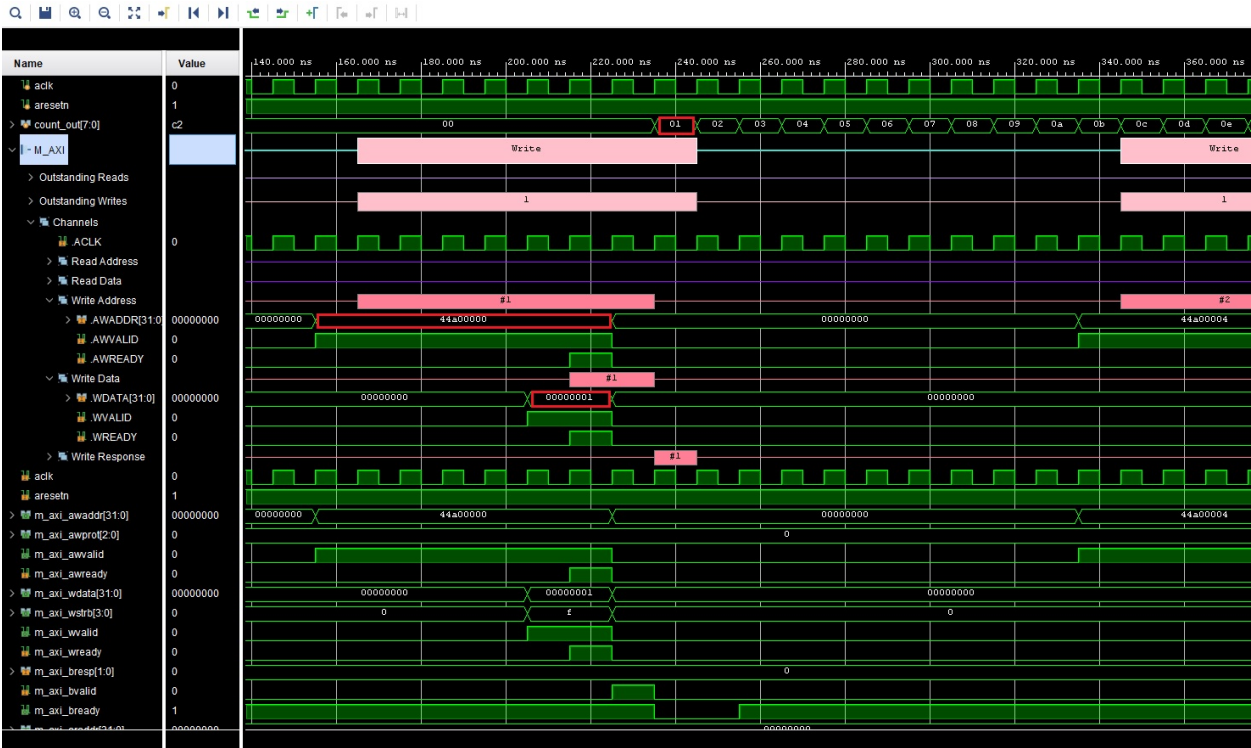 Name Value 140.000 ns 160.000 ns 180.000 ns 200.000 ns 220.000 ns 240.000 ns 260.000 ns 280.000 ns 300.000 ns 320.000 ns 340.000 ns 360.000 ns
aclk 0
aresetn 1
count_out[7:0] c2 00 01 02 03 04 05 06 07 08 09 0a 0b 0c 0d 0e
M_AXI Write Write
Outstanding Reads
Outstanding Writes 1 1
Channels
.ACLK 0
Read Address
Read Data
Write Address #1 #2
.AWADDR[31:0 00000000 00000000 44a00000 00000000 44a00004
.AWVALID 0
.AWREADY 0
Write Data #1
.WDATA[31:0] 00000000 00000000 00000001 00000000
.WVALID 0
.WREADY 0
Write Response #1
aclk 0
aresetn 1
m_axi_awaddr[31:0] 00000000 00000000 44a00000 00000000 44a00004
m_axi_awprot[2:0] 0 0
m_axi_awvalid 0
m_axi_awready 0
m_axi_wdata[31:0] 00000000 00000000 00000001 00000000
m_axi_wstrb[3:0] 0 0 f 0
m_axi_wvalid 0
m_axi_wready 0
m_axi_bresp[1:0] 0 0
m_axi_bvalid 0
m_axi_bready 1